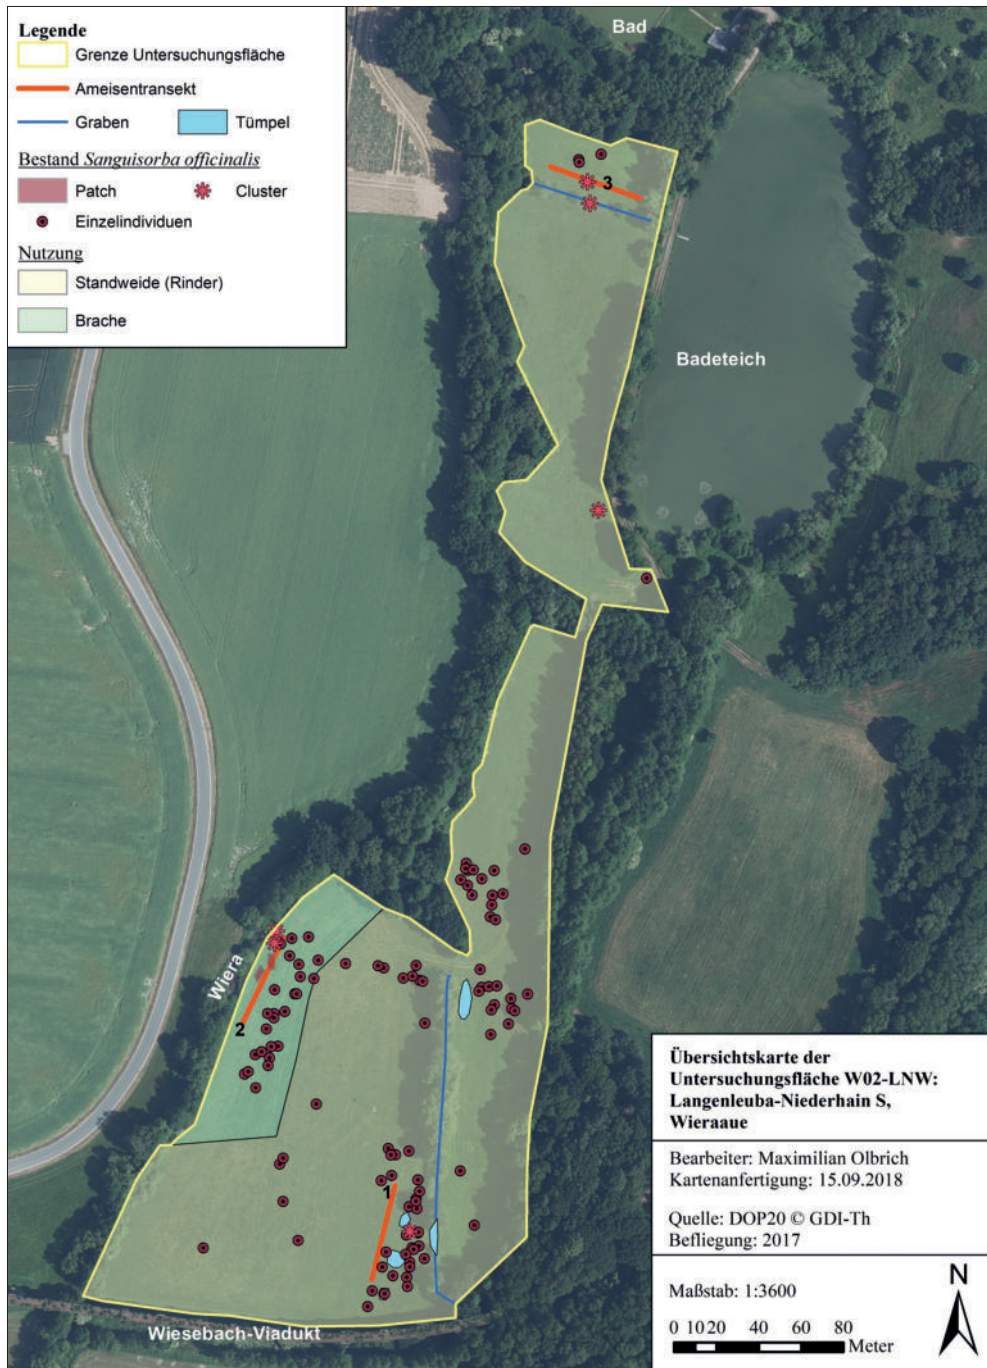 Legende
Grenze Untersuchungsfläche
Ameisentransekt
Graben
Tümpel
Bestand Sanguisorba officinalis
Patch
Cluster
Einzelindividuen
Nutzung
Standweide (Rinder)
Brache
Bad
3
Badeteich
Wiera
2
1
Wiesebach-Viadukt
Übersichtskarte der
Untersuchungsfläche W02-LNW:
Langenleuba-Niederhain S,
Wieraaue
Bearbeiter: Maximilian Olbrich
Kartenanfertigung: 15.09.2018
Quelle: DOP20 © GDI-Th
Befliegung: 2017
Maßstab: 1:3600
N
0 10 20 40 60 80
Meter